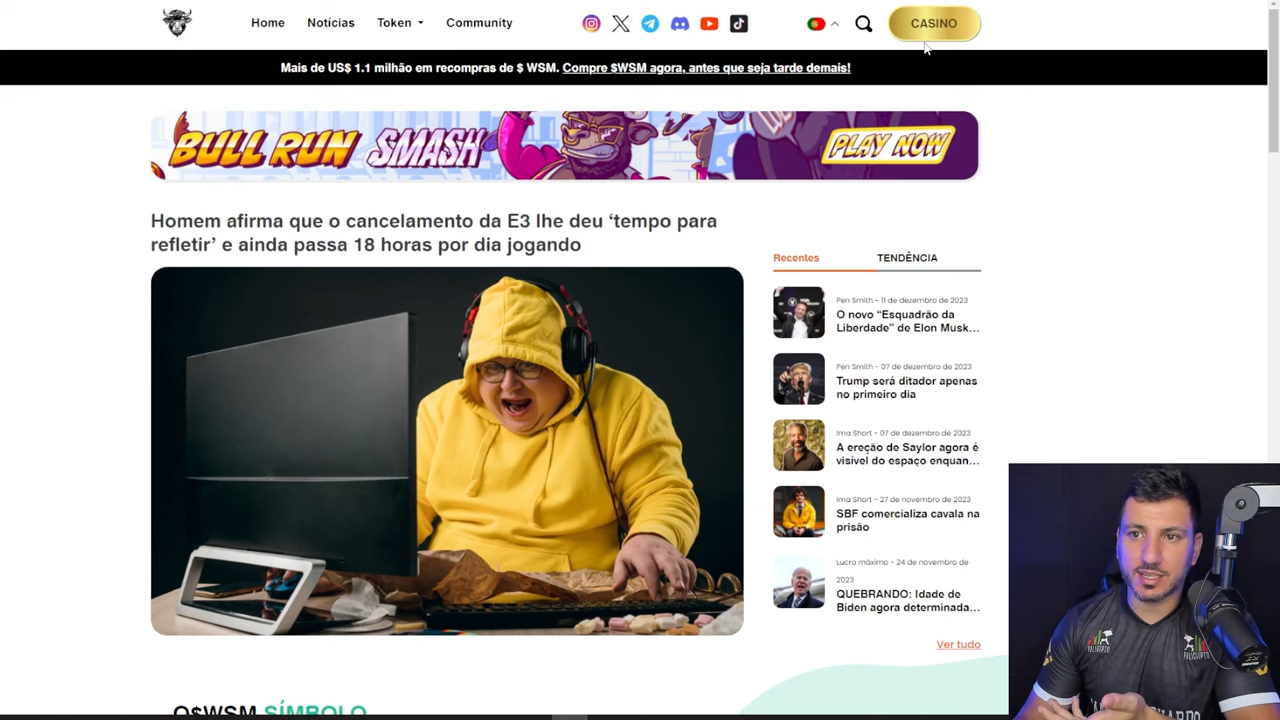 Home
Notícias
Token
Community
CASINO
Mais de US$ 1.1 milhão em recompras de $ WSM. Compre $WSM agora, antes que seja tarde demais!
BULL RUN SMASH
PLAY NOW
Homem afirma que o cancelamento da E3 lhe deu ‘tempo para
refletir’ e ainda passa 18 horas por dia jogando
Recentes
TENDÊNCIA
Pen Smith - 11 de dezembro de 2023
O novo “Esquadrão da
Liberdade” de Elon Musk...
Pen Smith - 07 de dezembro de 2023
Trump será ditador apenas
no primeiro dia
Ima Short - 07 de dezembro de 2023
A ereção de Saylor agora é
visível do espaço enquan...
Ima Short - 27 de novembro de 2023
SBF comercializa cavala na
prisão
Lucro máximo - 24 de novembro de
2023
QUEBRANDO: Idade de
Biden agora determinada...
Ver tudo
O$WSM SÍMBOLO